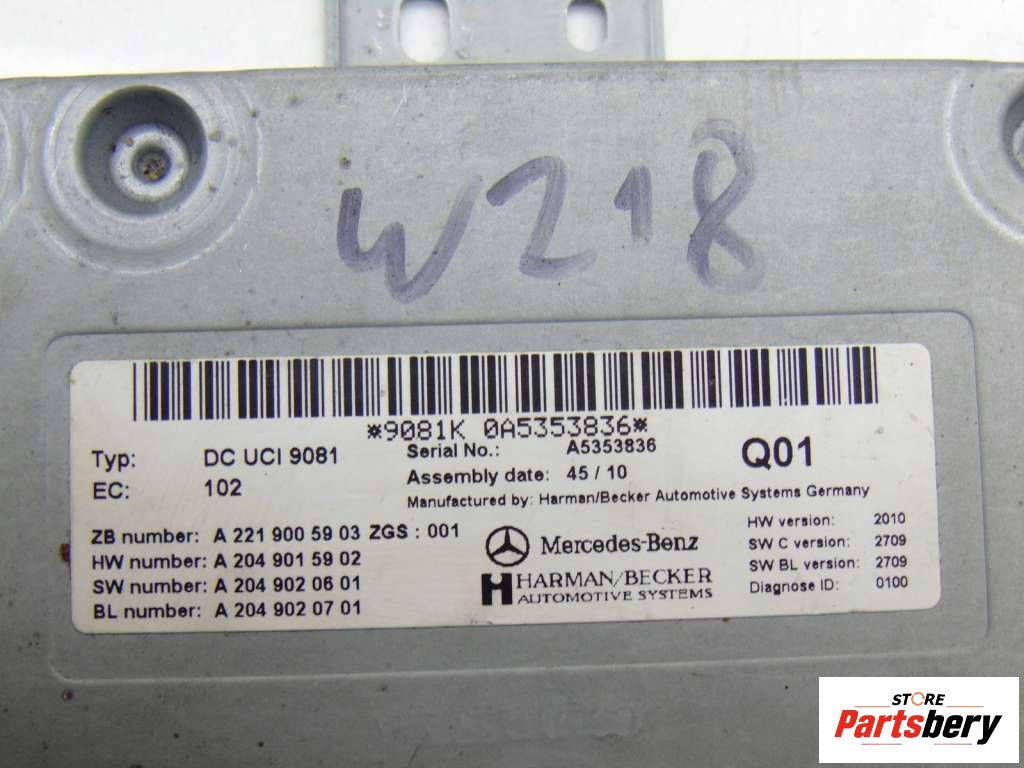 W218
*9081K 0A5353836*
Typ: DC UCI 9081
Serial No.: A5353836
Q01
EC: 102
Assembly date: 45 / 10
Manufactured by: Harman/Becker Automotive Systems Germany
ZB number: A 221 900 59 03 ZGS : 001
HW number: A 204 901 59 02
SW number: A 204 902 06 01
BL number: A 204 902 07 01
Mercedes-Benz
HARMAN/BECKER
AUTOMOTIVE SYSTEMS
HW version: 2010
SW C version: 2709
SW BL version: 2709
Diagnose ID: 0100
STORE
Partsbery